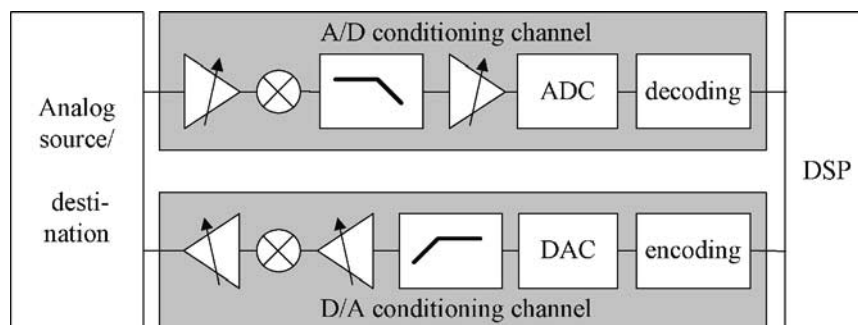 A/D conditioning channel
Analog
source/
desti-
nation
ADC
decoding
DSP
DAC
encoding
D/A conditioning channel